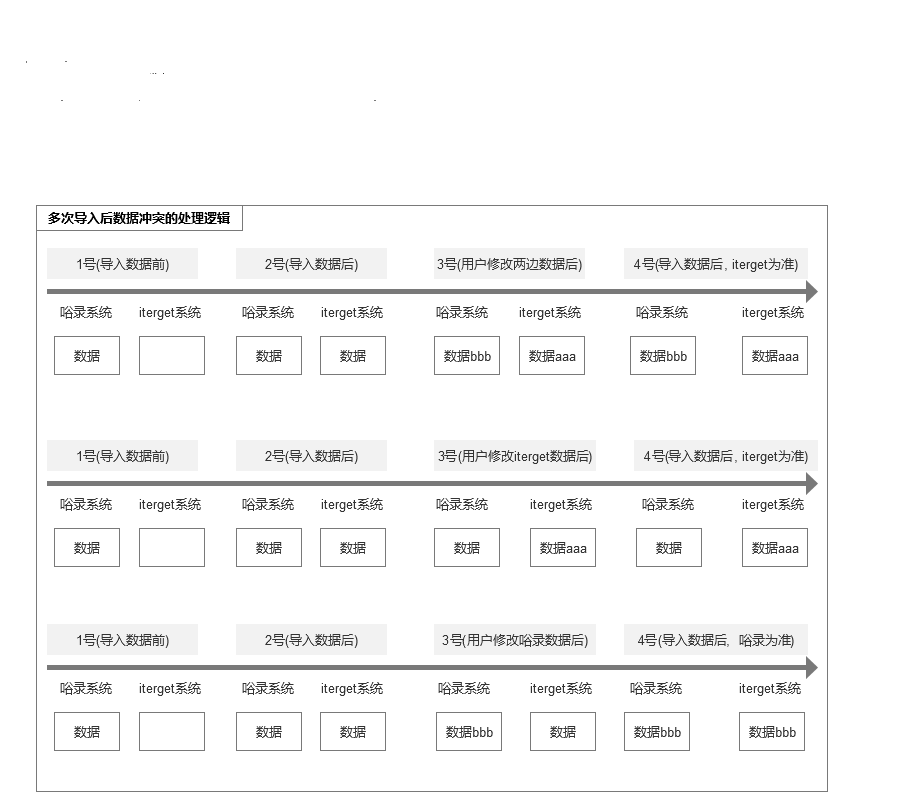 多次导入后数据冲突的处理逻辑
1号(导入数据前) 2号(导入数据后) 3号(用户修改两边数据后) 4号(导入数据后, iterget为准)
哈录系统 iterget系统 哈录系统 iterget系统 哈录系统 iterget系统 哈录系统 iterget系统
数据 数据 数据 数据bbb 数据aaa 数据bbb 数据aaa
1号(导入数据前) 2号(导入数据后) 3号(用户修改iterget数据后) 4号(导入数据后, iterget为准)
哈录系统 iterget系统 哈录系统 iterget系统 哈录系统 iterget系统 哈录系统 iterget系统
数据 数据 数据 数据 数据aaa 数据 数据aaa
1号(导入数据前) 2号(导入数据后) 3号(用户修改哈录数据后) 4号(导入数据后, 哈录为准)
哈录系统 iterget系统 哈录系统 iterget系统 哈录系统 iterget系统 哈录系统 iterget系统
数据 数据 数据 数据bbb 数据 数据bbb 数据bbb